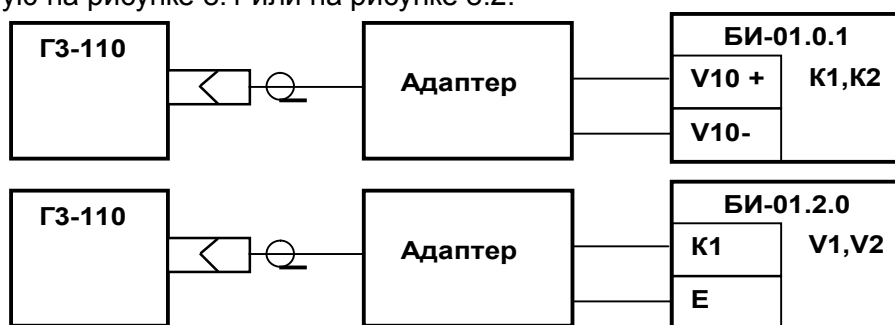 ую на рисунке 3.1 или на рисунке 3.2.
Г3-110
Адаптер
БИ-01.0.1
V10 +
К1,К2
V10-
Г3-110
Адаптер
БИ-01.2.0
К1
V1,V2
Е